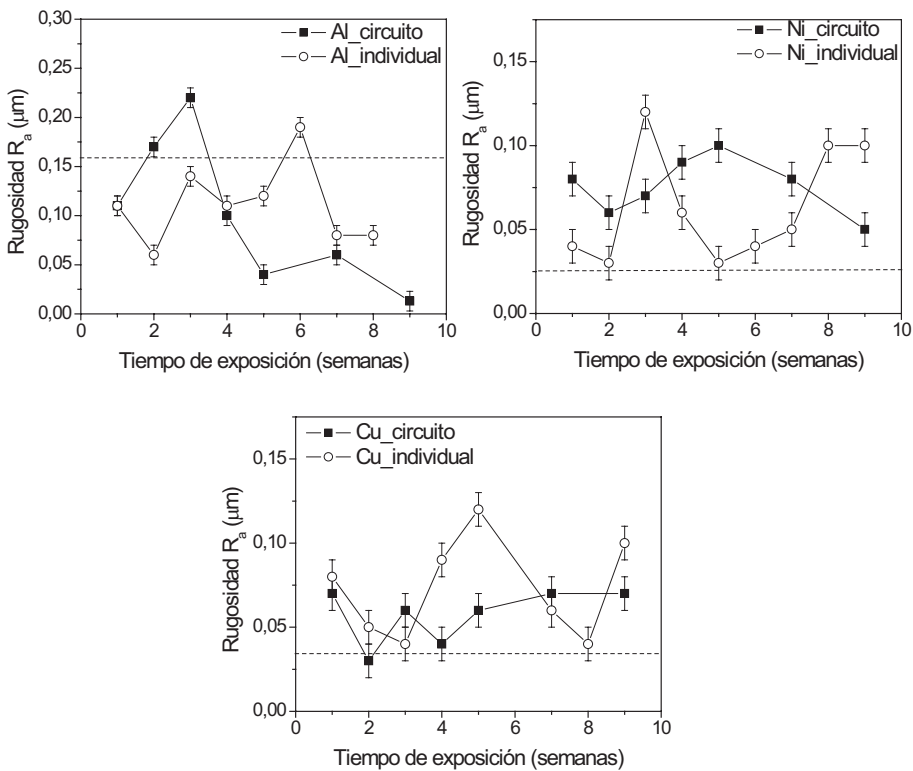 0,30
0,25
0,20
0,15
0,10
0,05
0,00
Rugosidad Ra (μm)
Al_circuito
Al_individual
0 2 4 6 8 10
Tiempo de exposición (semanas)
0,15
0,10
0,05
0,00
Rugosidad Ra (μm)
Ni_circuito
Ni_individual
0 2 4 6 8 10
Tiempo de exposición (semanas)
0,15
0,10
0,05
0,00
Rugosidad Ra (μm)
Cu_circuito
Cu_individual
0 2 4 6 8 10
Tiempo de exposición (semanas)